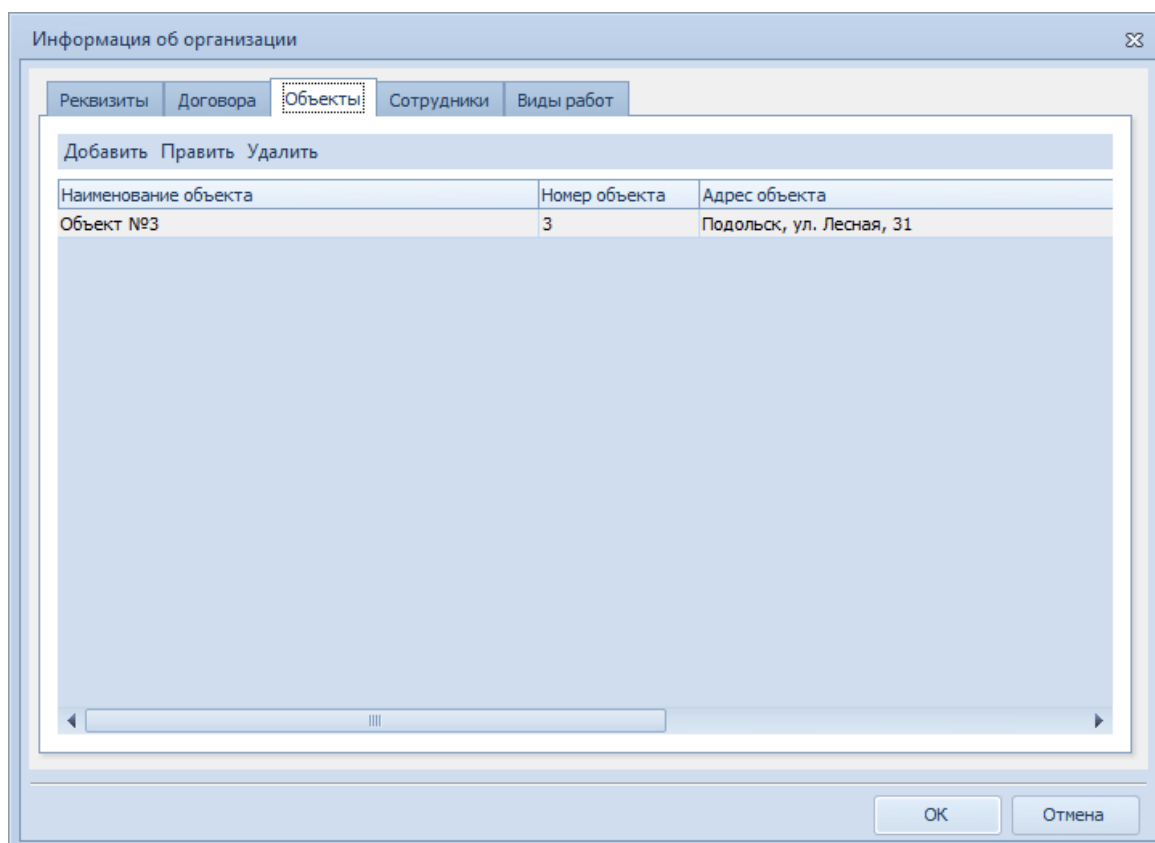 Информация об организации
Реквизиты Договора Объекты Сотрудники Виды работ
Добавить Править Удалить
Наименование объекта Номер объекта Адрес объекта
Объект №3 3 Подольск, ул. Лесная, 31
ОК Отмена